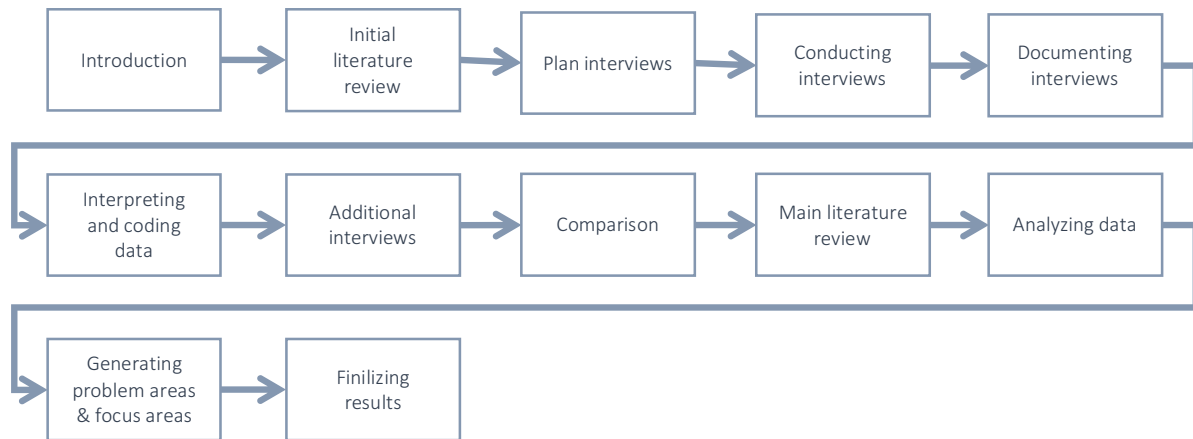 Introduction
Initial
literature
review
Plan interviews
Conducting
interviews
Documenting
interviews
Interpreting
and coding
data
Additional
interviews
Comparison
Main literature
review
Analyzing data
Generating
problem areas
& focus areas
Finilizing
results